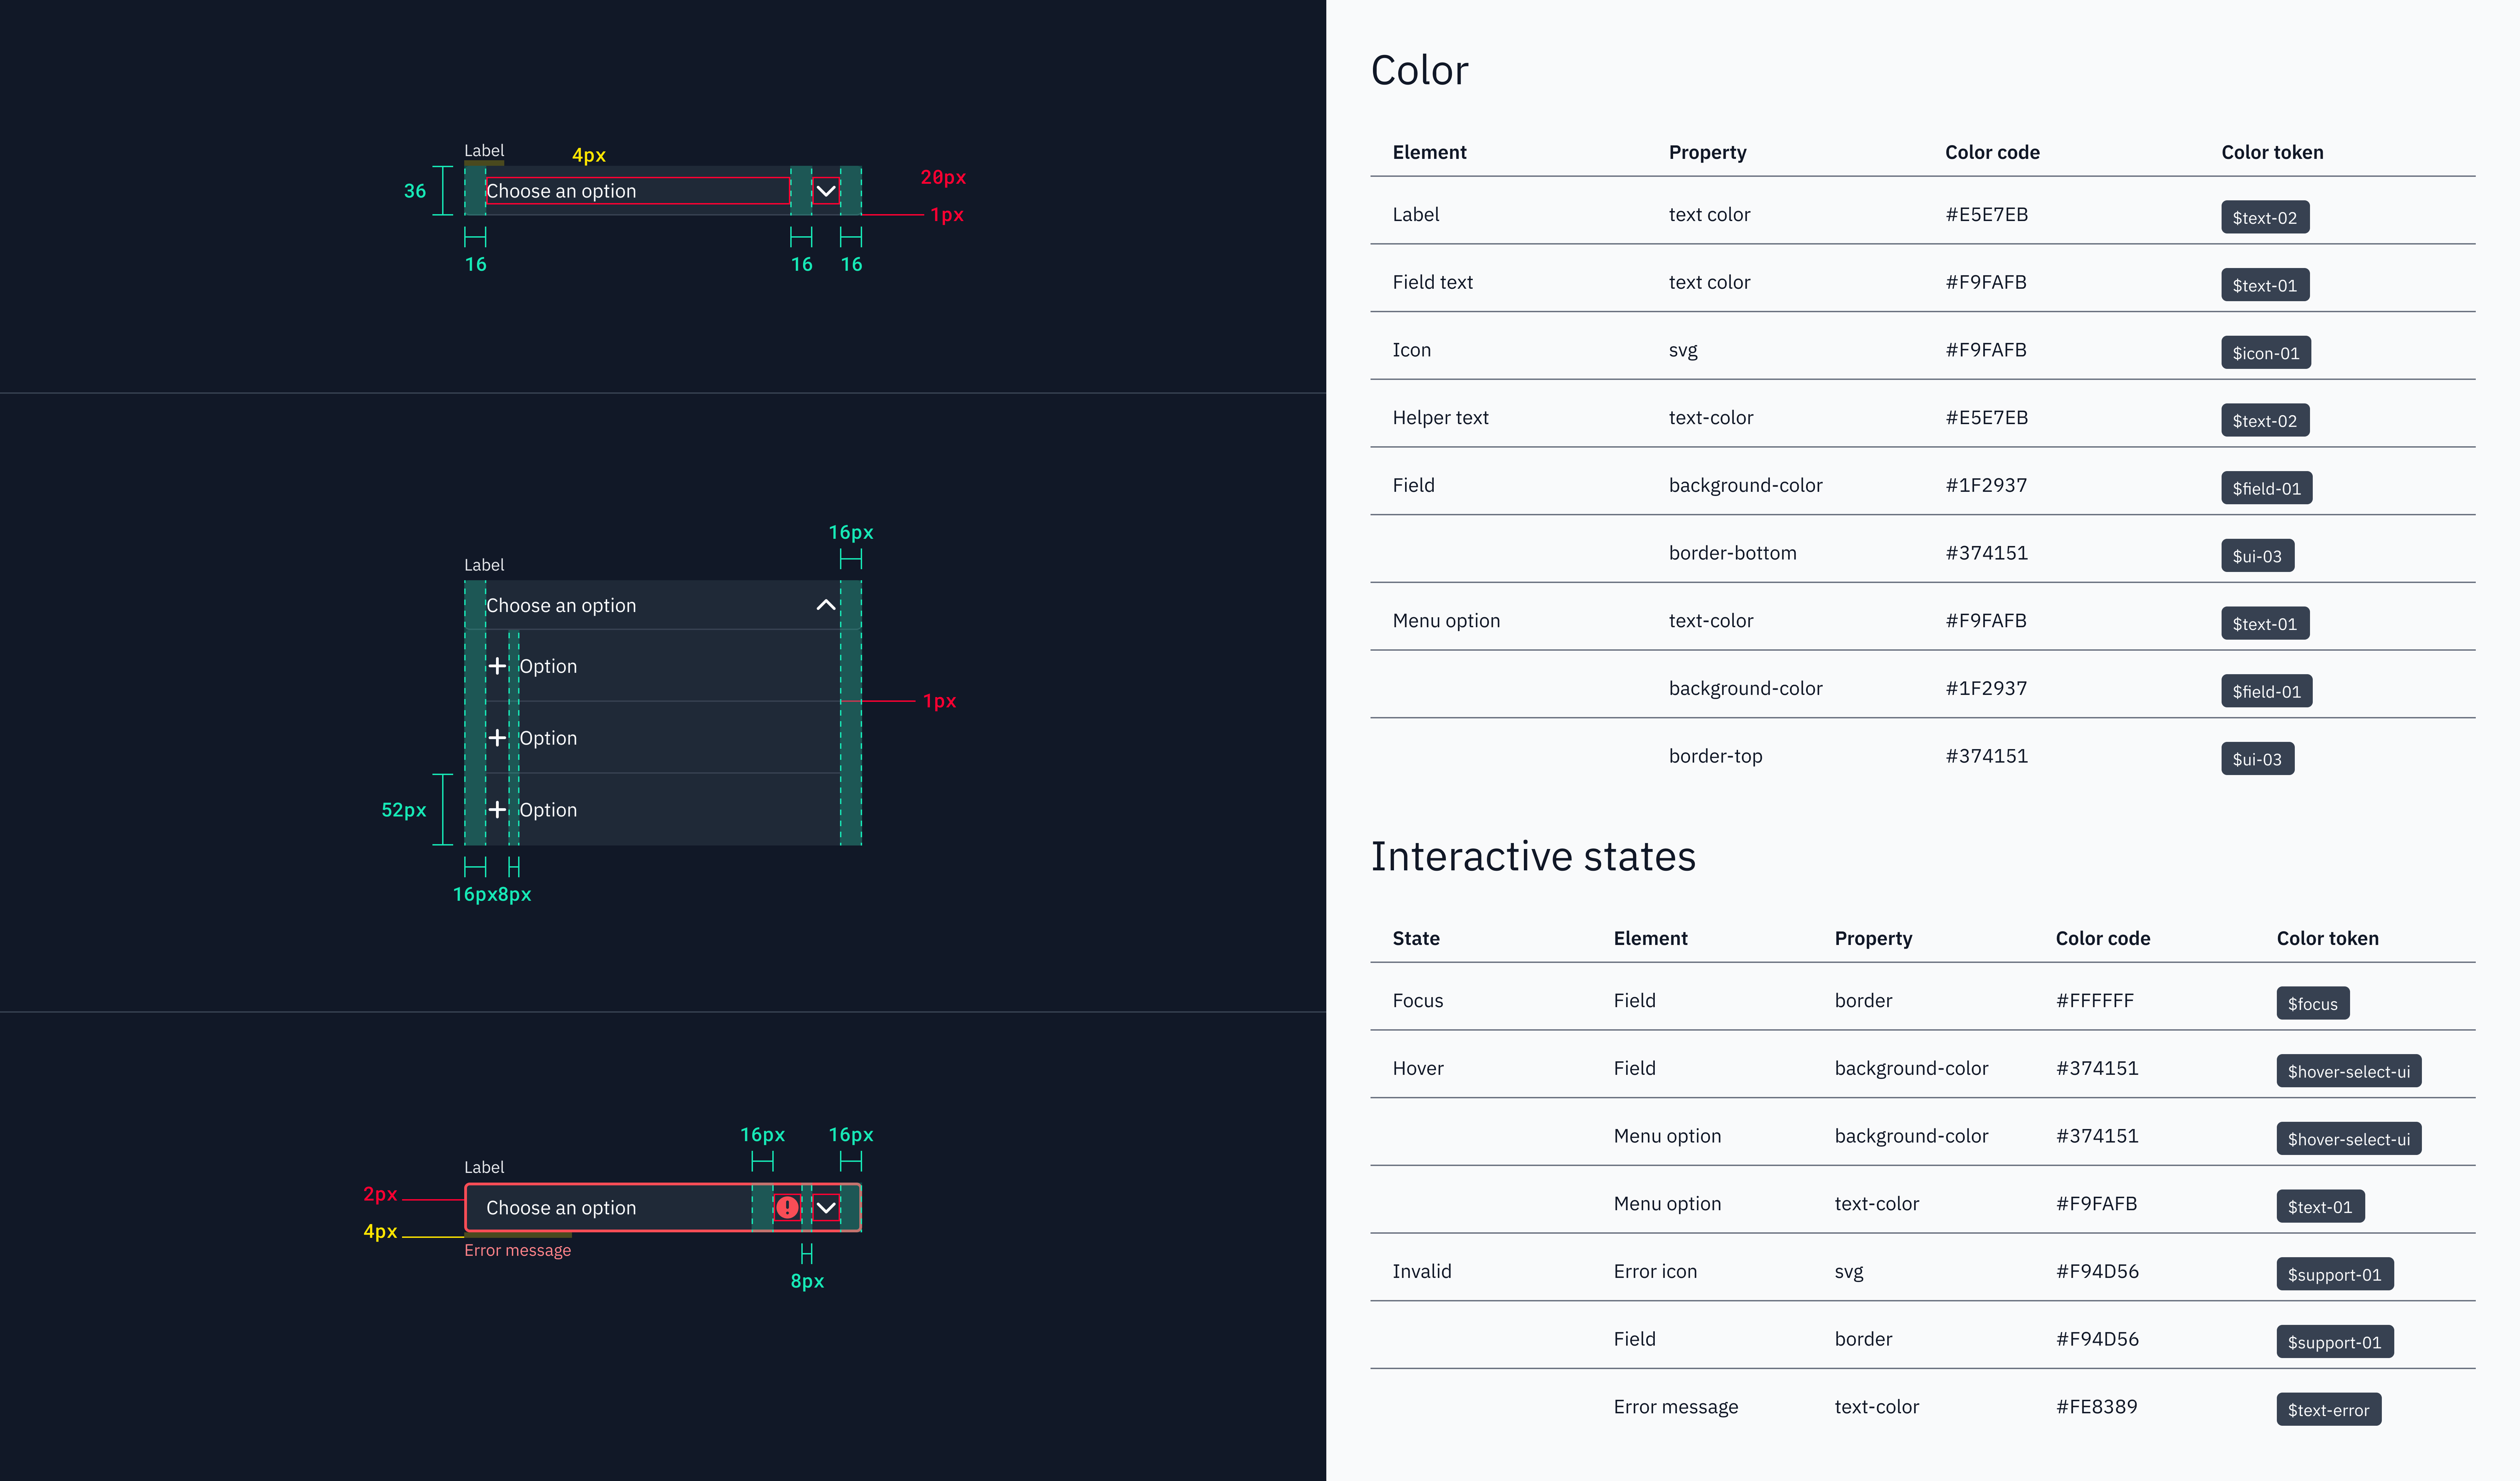 Label
4px
36
Choose an option
20px
1px
16
16
16
16px
Label
Choose an option
Option
1px
Option
52px
Option
16px8px
16px
16px
Label
2px
Choose an option
4px
Error message
8px
Color
Element Property Color code Color token
Label text color #E5E7EB $text-02
Field text text color #F9FAFB $text-01
Icon svg #F9FAFB $icon-01
Helper text text-color #E5E7EB $text-02
Field background-color #1F2937 $field-01
border-bottom #374151 $ui-03
Menu option text-color #F9FAFB $text-01
background-color #1F2937 $field-01
border-top #374151 $ui-03
Interactive states
State Element Property Color code Color token
Focus Field border #FFFFFF $focus
Hover Field background-color #374151 $hover-select-ui
Menu option background-color #374151 $hover-select-ui
Menu option text-color #F9FAFB $text-01
Invalid Error icon svg #F94D56 $support-01
Field border #F94D56 $support-01
Error message text-color #FE8389 $text-error